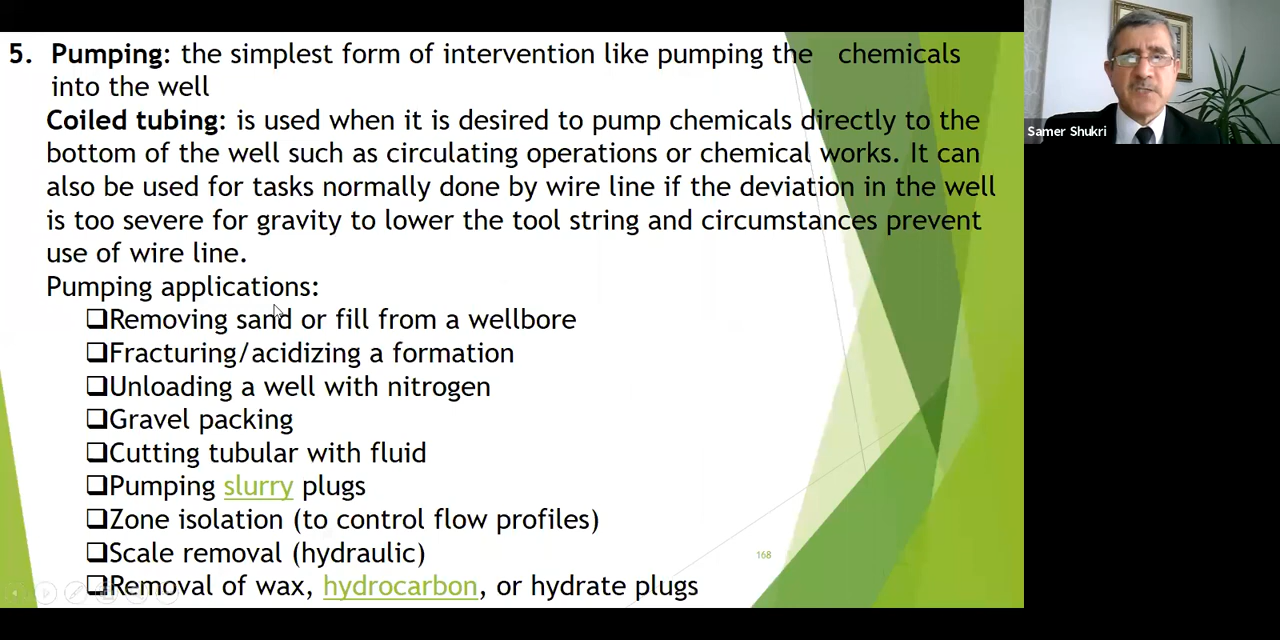 5. Pumping: the simplest form of intervention like pumping the chemicals
into the well
Coiled tubing: is used when it is desired to pump chemicals directly to the
bottom of the well such as circulating operations or chemical works. It can
also be used for tasks normally done by wire line if the deviation in the well
is too severe for gravity to lower the tool string and circumstances prevent
use of wire line.
Pumping applications:
❑Removing sand or fill from a wellbore
❑Fracturing/acidizing a formation
❑Unloading a well with nitrogen
❑Gravel packing
❑Cutting tubular with fluid
❑Pumping slurry plugs
❑Zone isolation (to control flow profiles)
❑Scale removal (hydraulic)
❑Removal of wax, hydrocarbon, or hydrate plugs
168
Samer Shukri